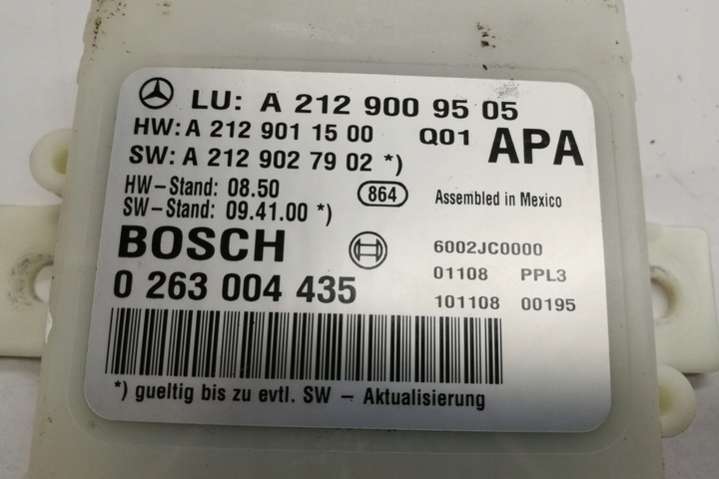 LU: A 212 900 95 05
HW: A 212 901 15 00 Q01 APA
SW: A 212 902 79 02 *)
HW-Stand: 08.50 864 Assembled in Mexico
SW-Stand: 09.41.00 *)
BOSCH 6002JC0000
0 263 004 435 01108 PPL3
101108 00195
*) gueltig bis zu evtl. SW - Aktualisierung